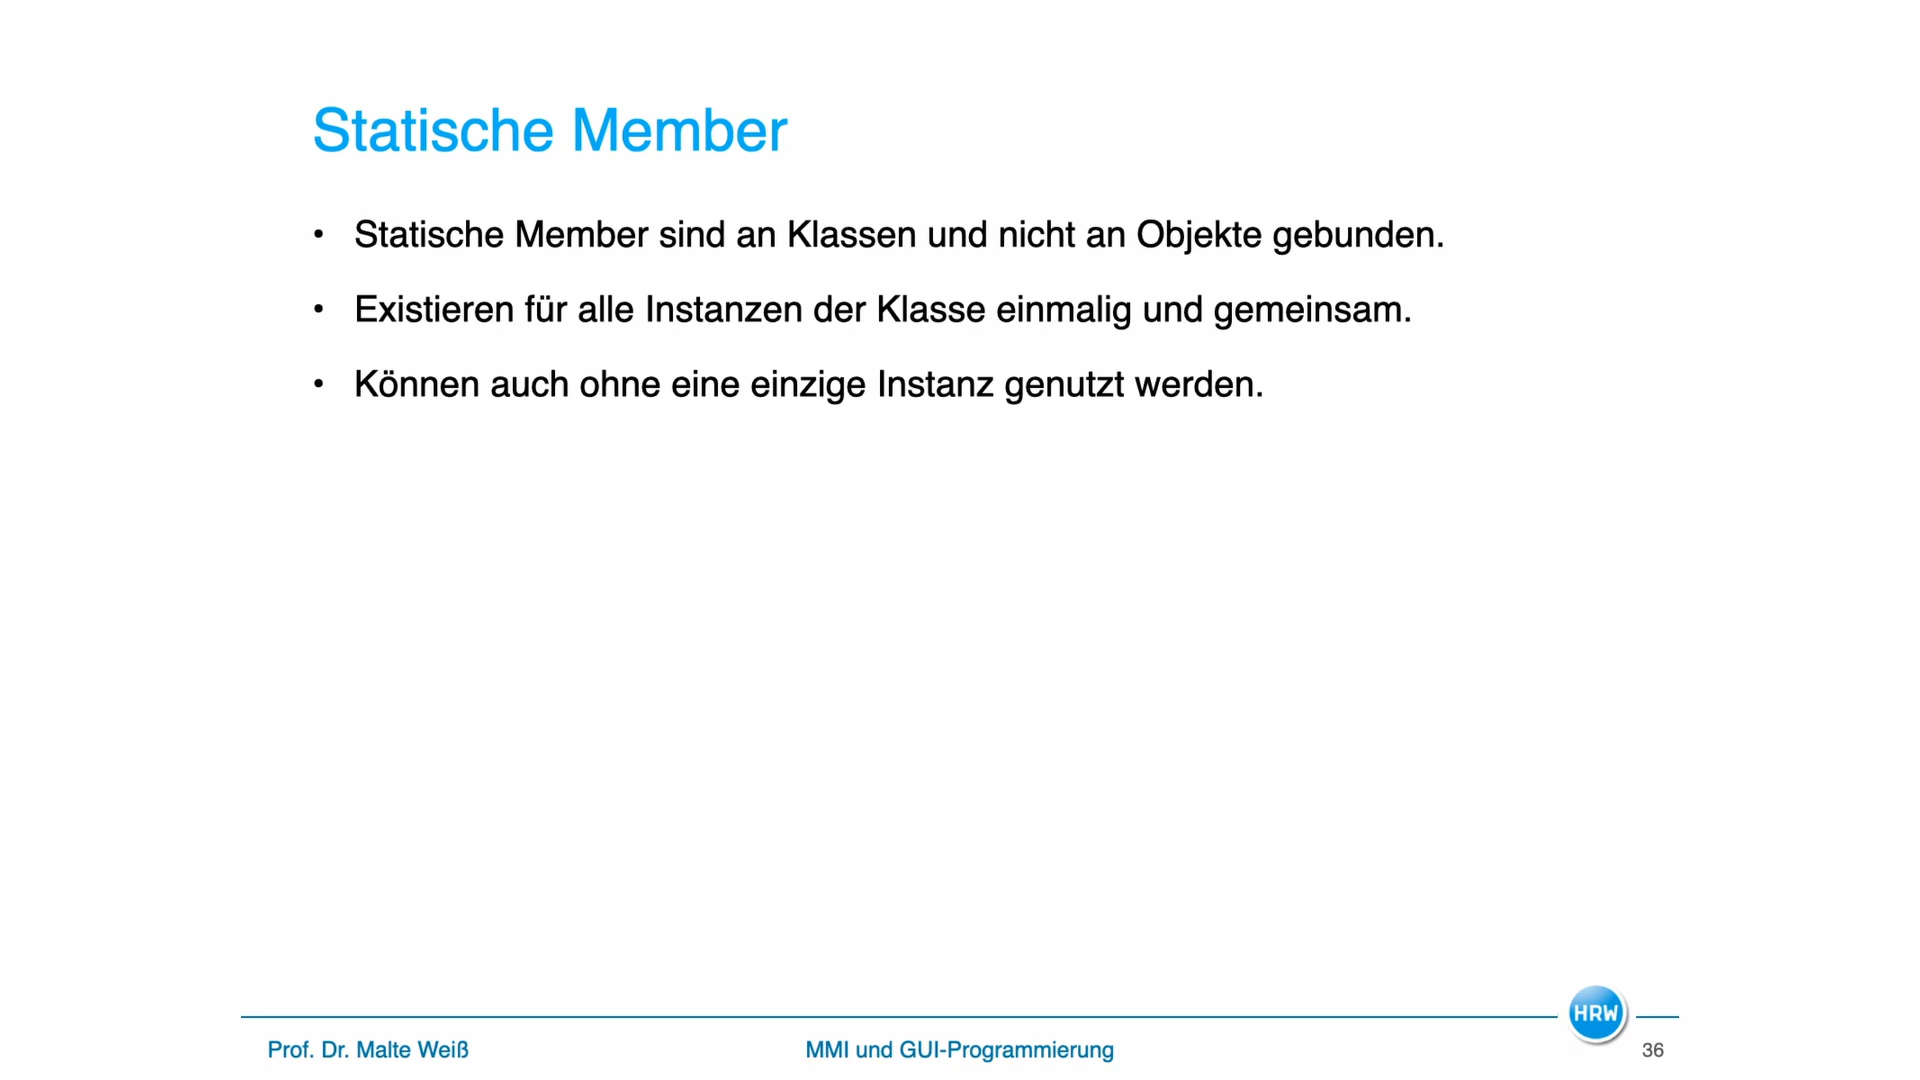 Statische Member
• Statische Member sind an Klassen und nicht an Objekte gebunden.
• Existieren für alle Instanzen der Klasse einmalig und gemeinsam.
• Können auch ohne eine einzige Instanz genutzt werden.
HRW
Prof. Dr. Malte Weiß
MMI und GUI-Programmierung
36